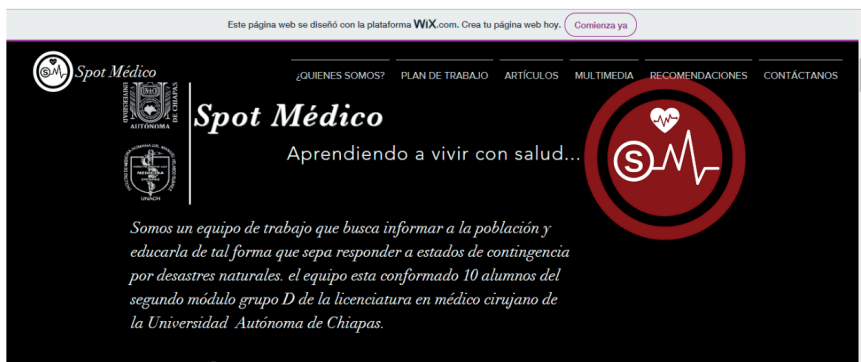 Este página web se diseñó con la plataforma WiX.com. Crea tu página web hoy. Comienza ya
Spot Médico
¿QUIENES SOMOS? PLAN DE TRABAJO ARTÍCULOS MULTIMEDIA RECOMENDACIONES CONTÁCTANOS
UNIVERSIDAD
AUTÓNOMA
DE CHIAPAS
Spot Médico
Aprendiendo a vivir con salud...
S
MEDICINA
UNACH
Somos un equipo de trabajo que busca informar a la población y
educarla de tal forma que sepa responder a estados de contingencia
por desastres naturales. el equipo esta conformado 10 alumnos del
segundo módulo grupo D de la licenciatura en médico cirujano de
la Universidad Autónoma de Chiapas.